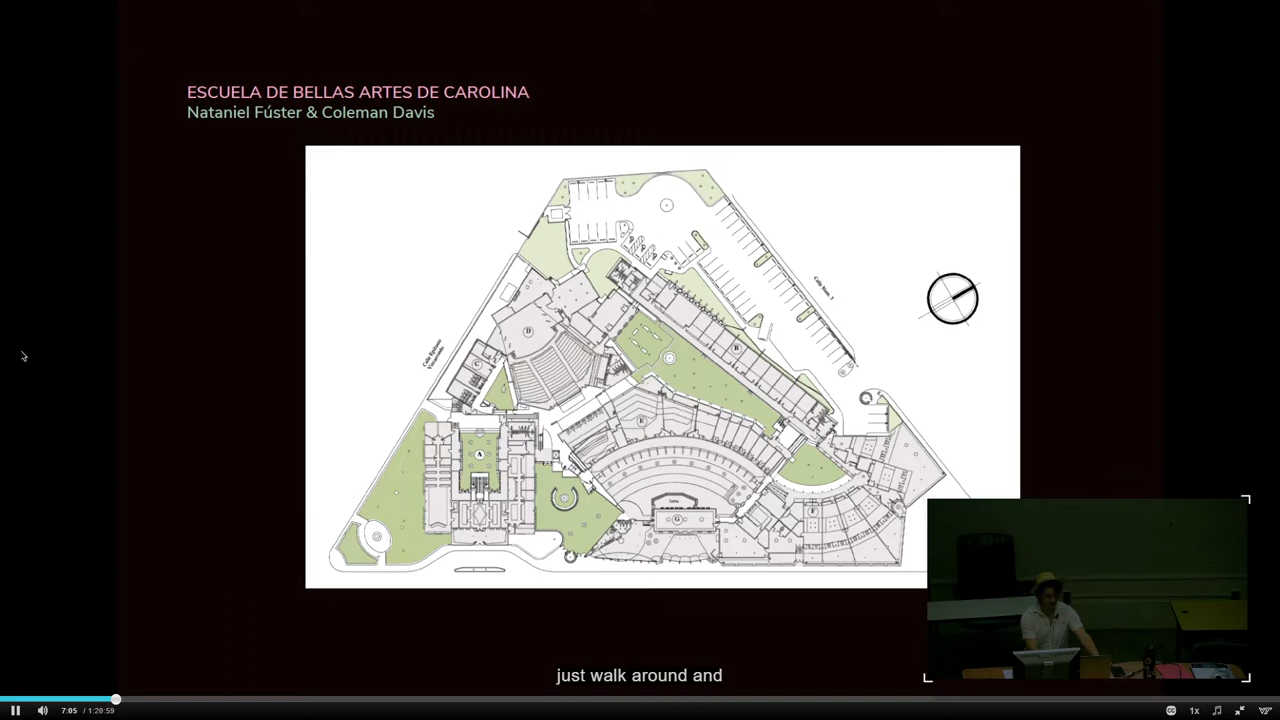 ESCUELA DE BELLAS ARTES DE CAROLINA
Nataniel Fúster & Coleman Davis
D
B
C
E
A
F
G
just walk around and
7:05 / 1:20:59
CC
1x